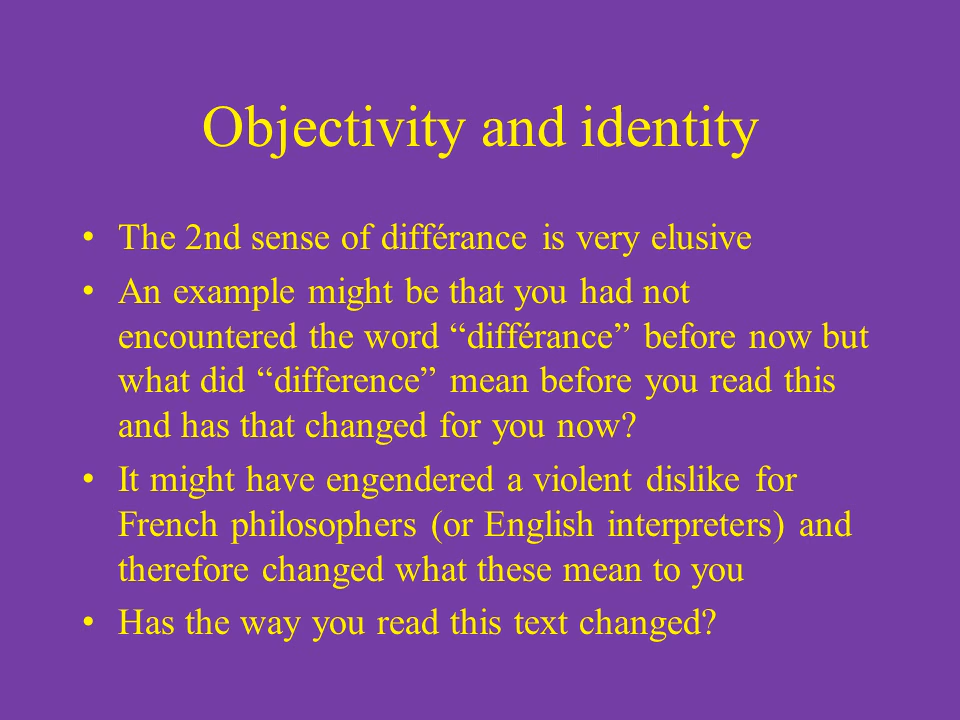 Objectivity and identity
• The 2nd sense of différance is very elusive
• An example might be that you had not
encountered the word “différance” before now but
what did “difference” mean before you read this
and has that changed for you now?
• It might have engendered a violent dislike for
French philosophers (or English interpreters) and
therefore changed what these mean to you
• Has the way you read this text changed?